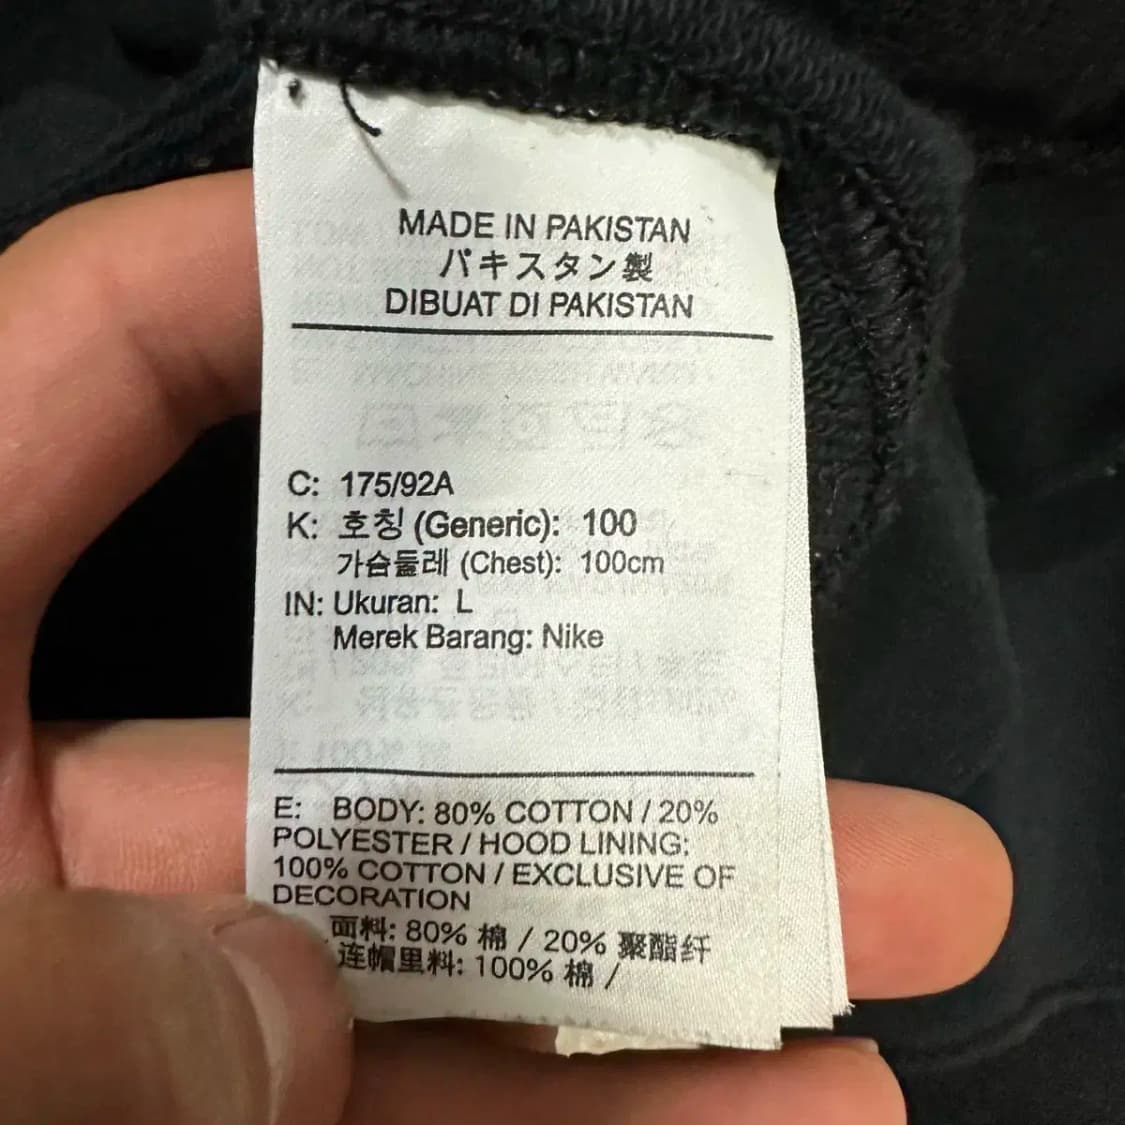 MADE IN PAKISTAN
パキスタン製
DIBUAT DI PAKISTAN
C: 175/92A
K: 호칭 (Generic): 100
가슴둘레 (Chest): 100cm
IN: Ukuran: L
Merek Barang: Nike
E: BODY: 80% COTTON / 20%
POLYESTER / HOOD LINING:
100% COTTON / EXCLUSIVE OF
DECORATION
面料: 80% 棉 / 20% 聚酯纤
连帽里料: 100% 棉 /